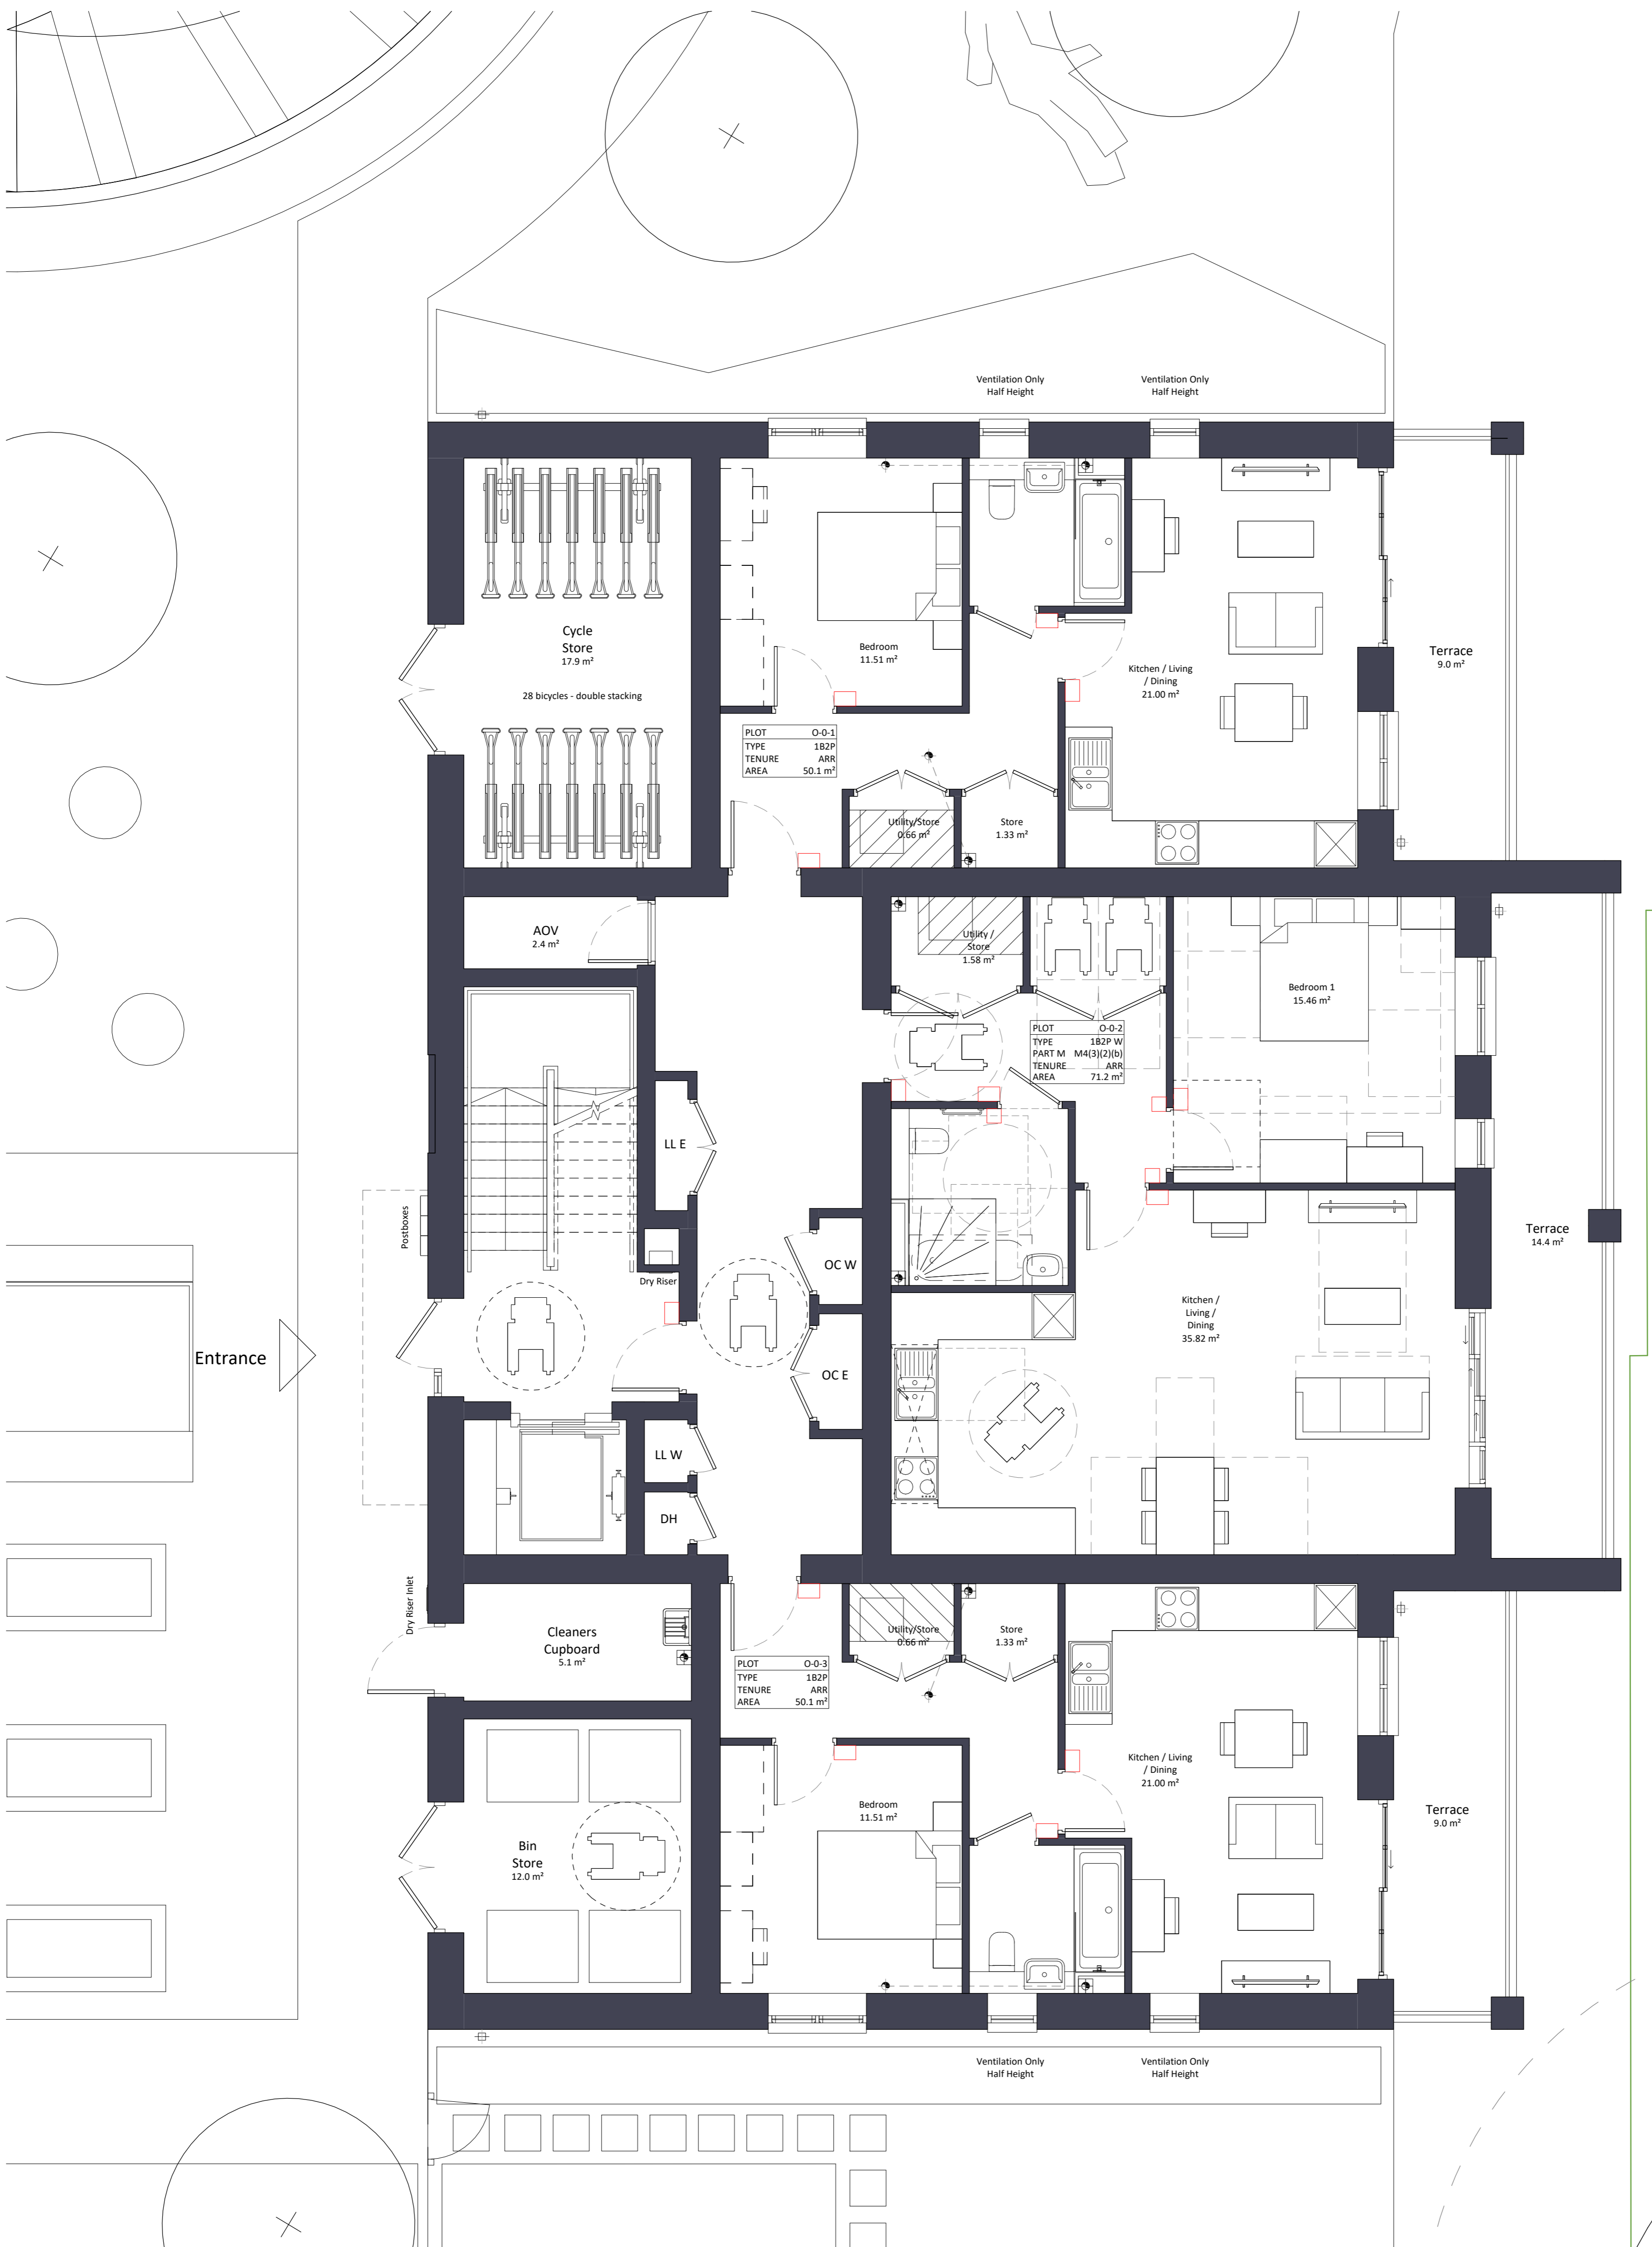 Ventilation Only
Half Height
Ventilation Only
Half Height
Cycle
Store
17.9 m²
28 bicycles - double stacking
Bedroom
11.51 m²
Kitchen / Living
/ Dining
21.00 m²
Terrace
9.0 m²
PLOT O-0-1
TYPE 1B2P
TENURE ARR
AREA 50.1 m²
Utility/Store
0.66 m²
Store
1.33 m²
AOV
2.4 m²
Utility /
Store
1.58 m²
Bedroom 1
15.46 m²
PLOT O-0-2
TYPE 1B2P W
PART M M4(3)(2)(b)
TENURE ARR
AREA 71.2 m²
LL E
Postboxes
Dry Riser
OC W
OC E
Kitchen /
Living /
Dining
35.82 m²
Terrace
14.4 m²
Entrance
LL W
DH
Dry Riser Inlet
Cleaners
Cupboard
5.1 m²
Utility/Store
0.66 m²
Store
1.33 m²
PLOT O-0-3
TYPE 1B2P
TENURE ARR
AREA 50.1 m²
Kitchen / Living
/ Dining
21.00 m²
Terrace
9.0 m²
Bedroom
11.51 m²
Bin
Store
12.0 m²
Ventilation Only
Half Height
Ventilation Only
Half Height